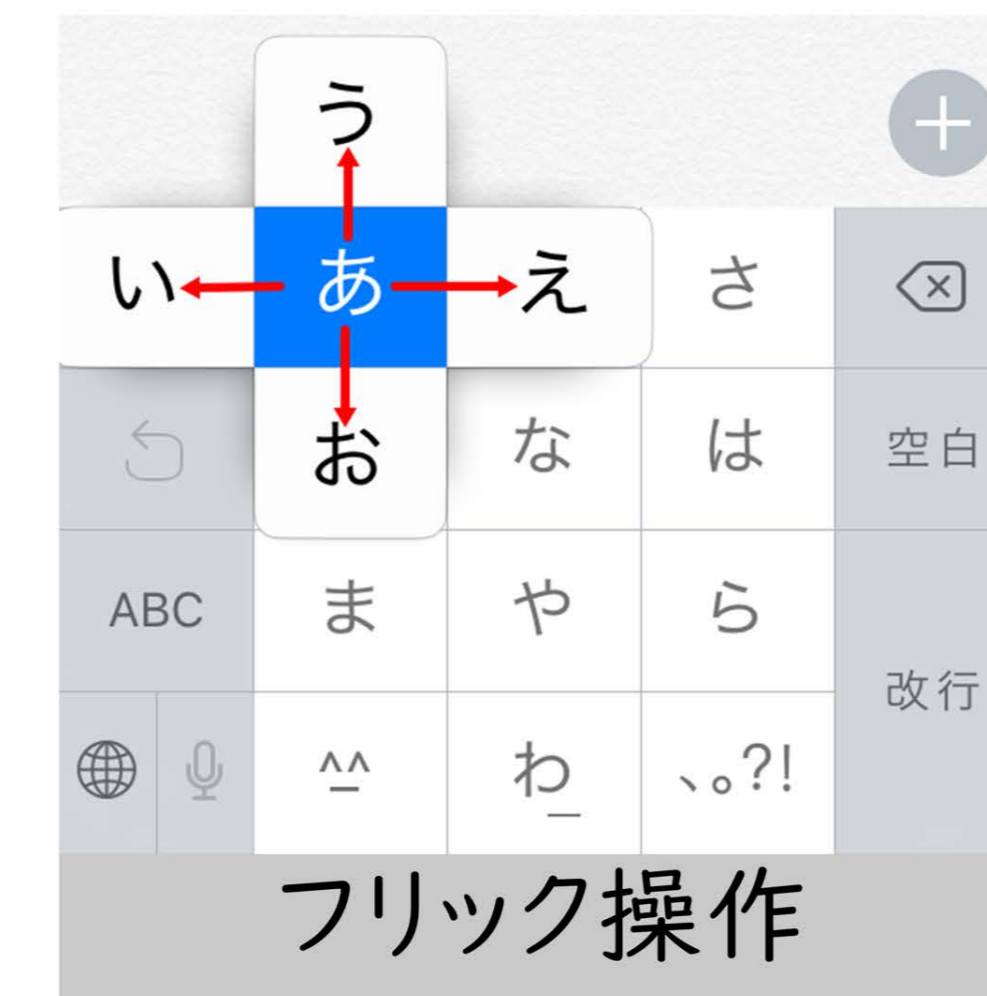 う
い あ え さ
お な は 空白
ABC ま や ら
改行
^^ わ_ 、。?!
フリック操作